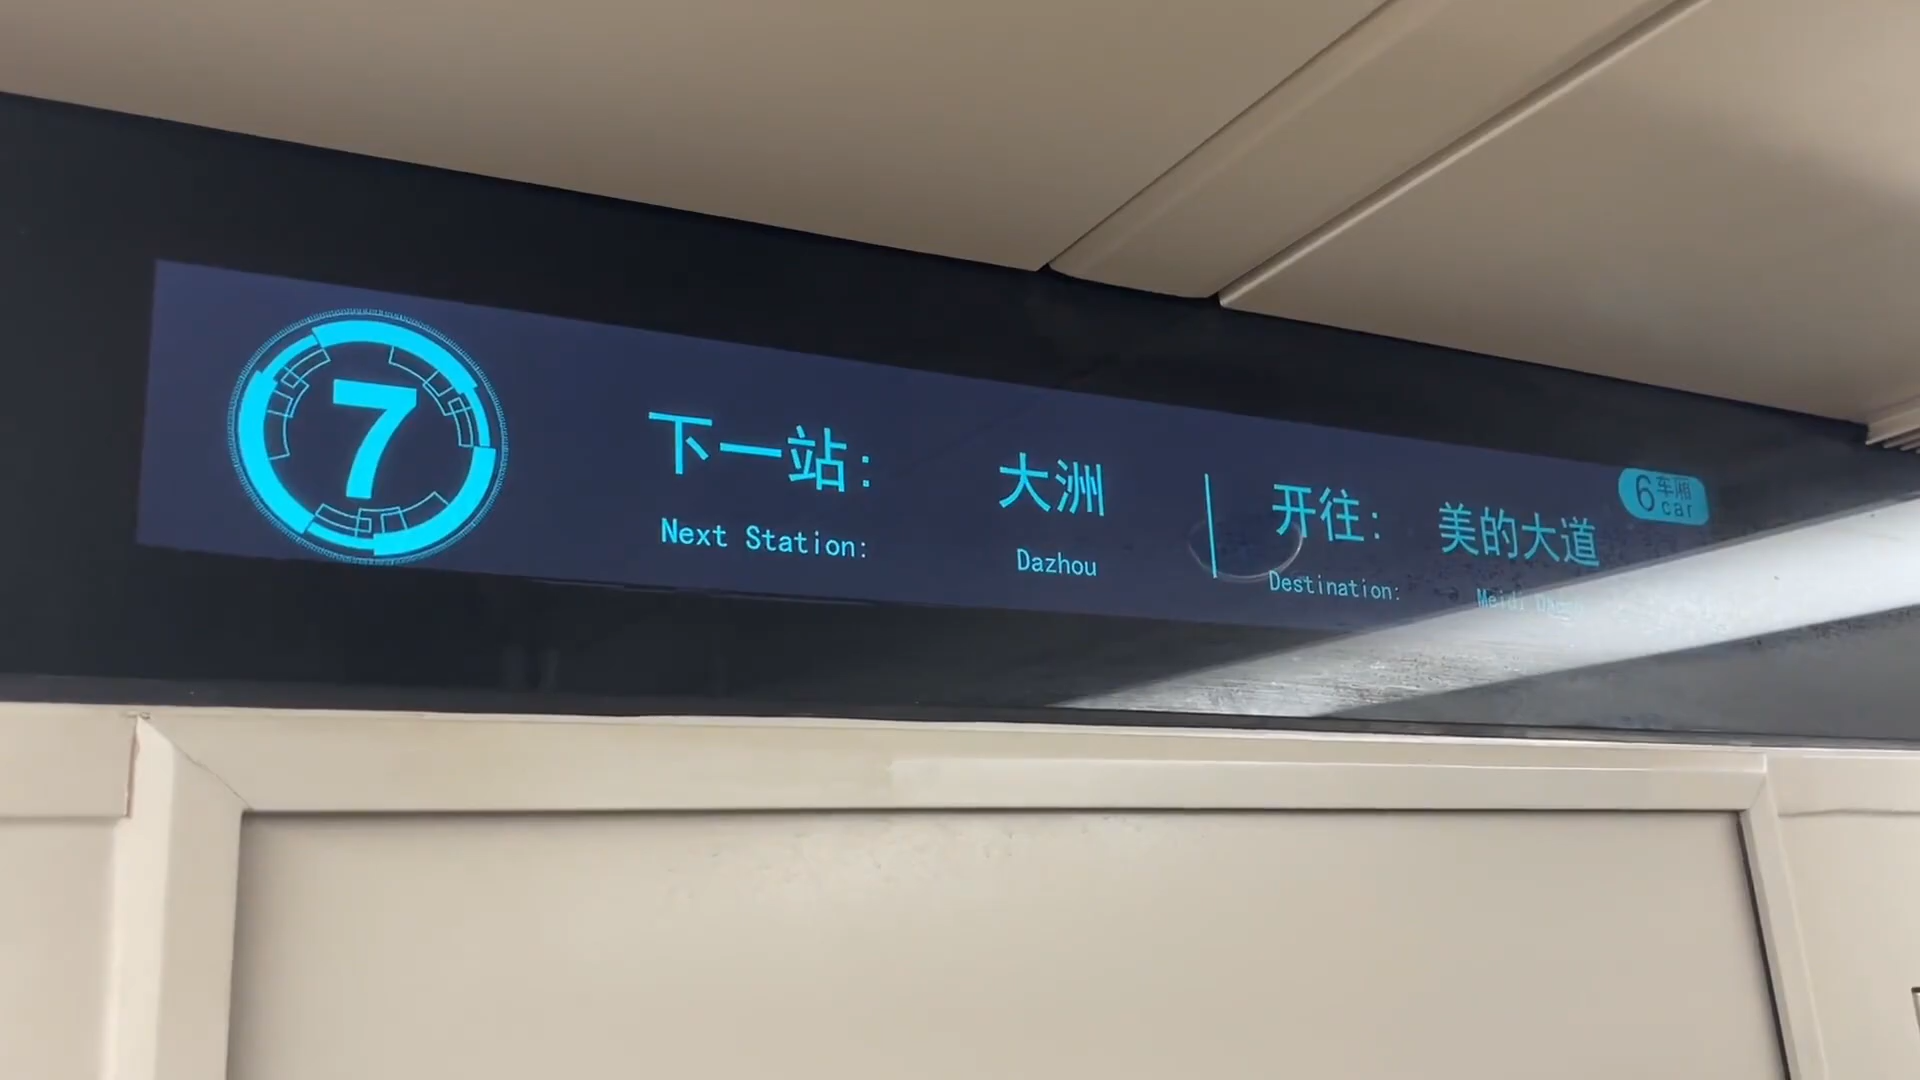 7
下一站：
Next Station:
大洲
Dazhou
开往：
Destination:
美的大道
Meidi
6车厢
car